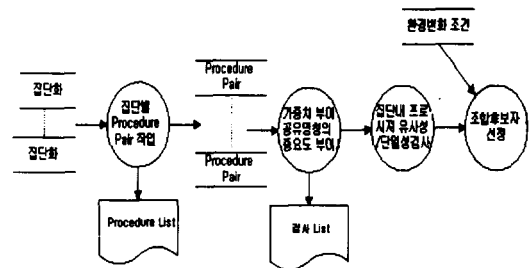 환경변화 조건
집단화
집단화
집단별
Procedure
Pair 작업
Procedure
Pair
Procedure
Pair
가중치 부여
공유영형의
중요도 부여
집단내 프로
시저 유사성
/단일성검사
조합후보자
선정
Procedure List
검사 List